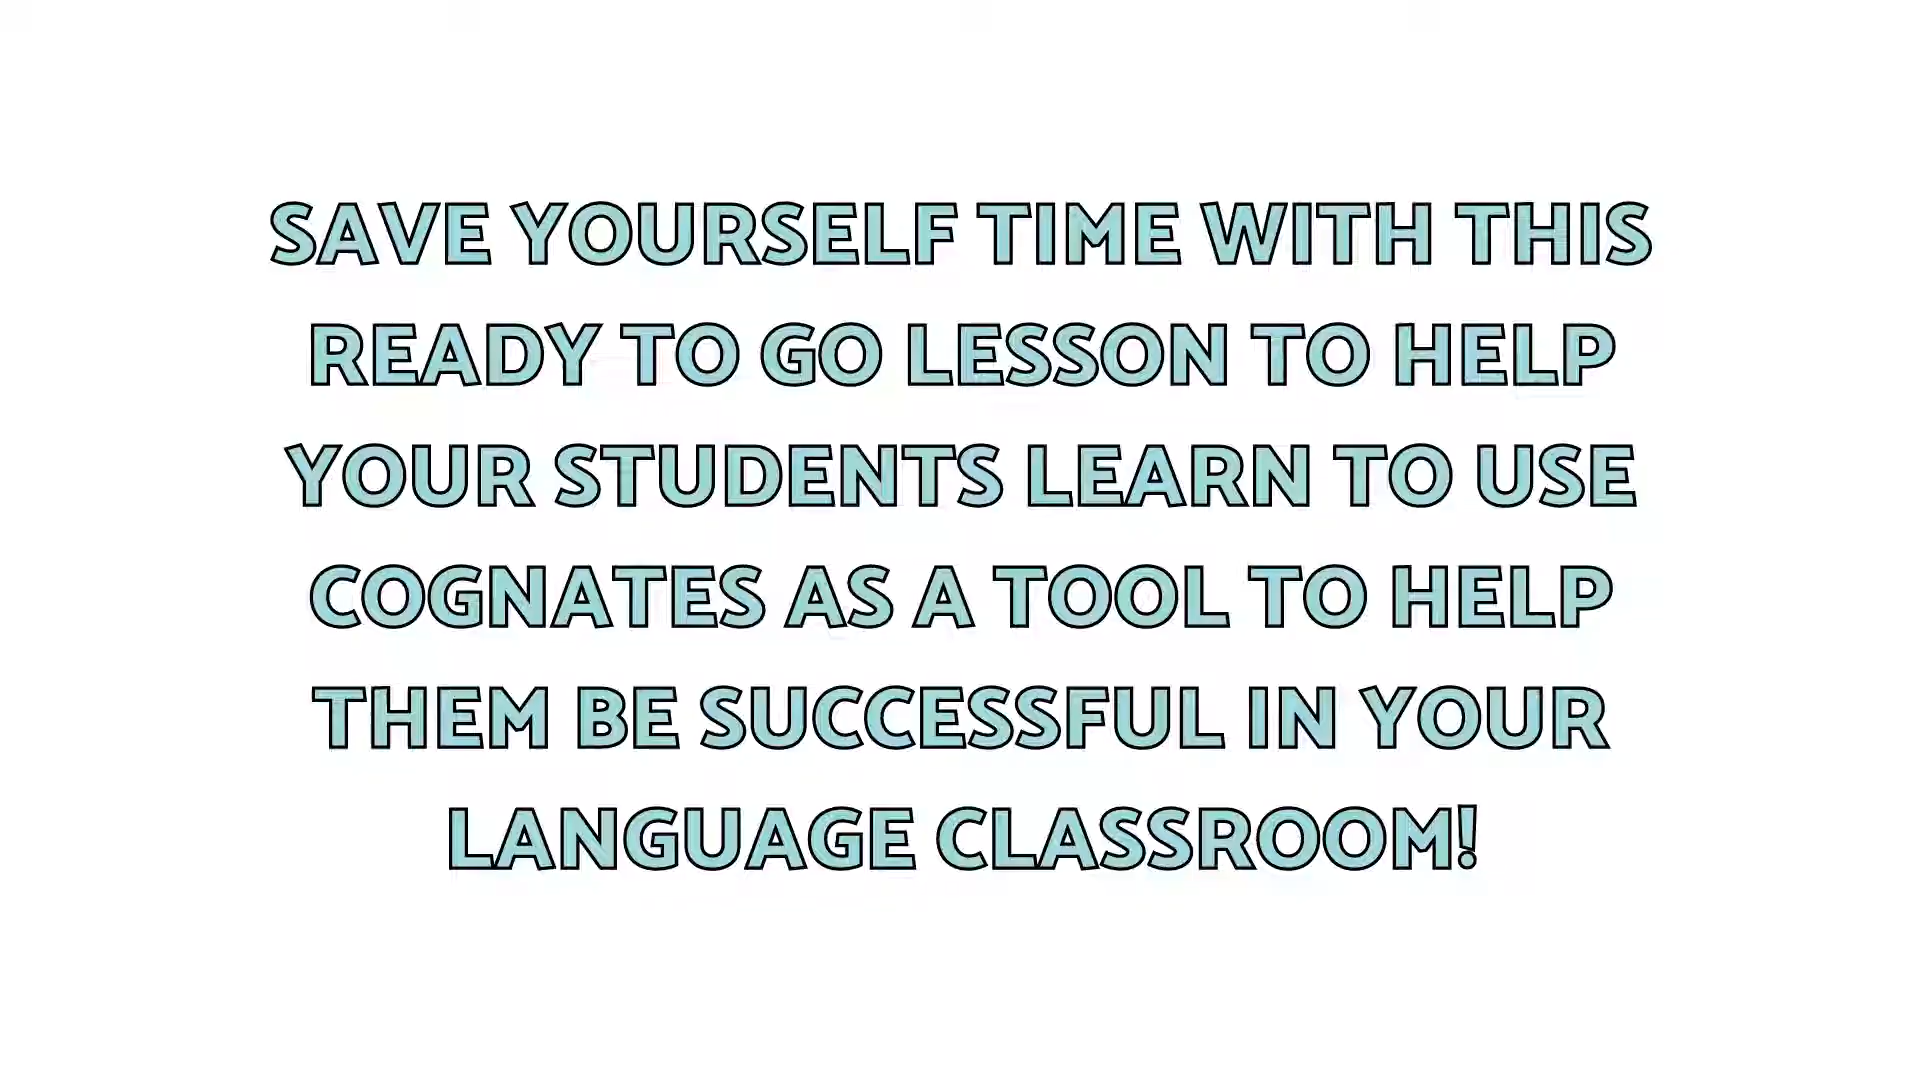 SAVE YOURSELF TIME WITH THIS
READY TO GO LESSON TO HELP
YOUR STUDENTS LEARN TO USE
COGNATES AS A TOOL TO HELP
THEM BE SUCCESSFUL IN YOUR
LANGUAGE CLASSROOM!